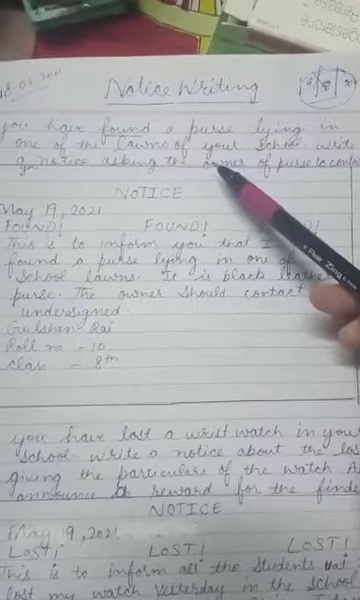 Notice Writing
you have found a purse lying in
one of the lawns of your School write
a notice asking the owner of purse to
NOTICE
May 19, 2021
FOUND! FOUND!
This is to inform you that I
found a purse lying in one of
School lawns. It is black
purse. The owner should contact
undersigned.
Gulshan Rai
Roll no - 10
Class - 8th
you have lost a wrist watch in your
School write a notice about the
giving the particulars of the watch
announce a reward for the
NOTICE
May 19, 2021
LOST! LOST! LOST!
This is to inform all the students that
lost my watch yesterday in the school